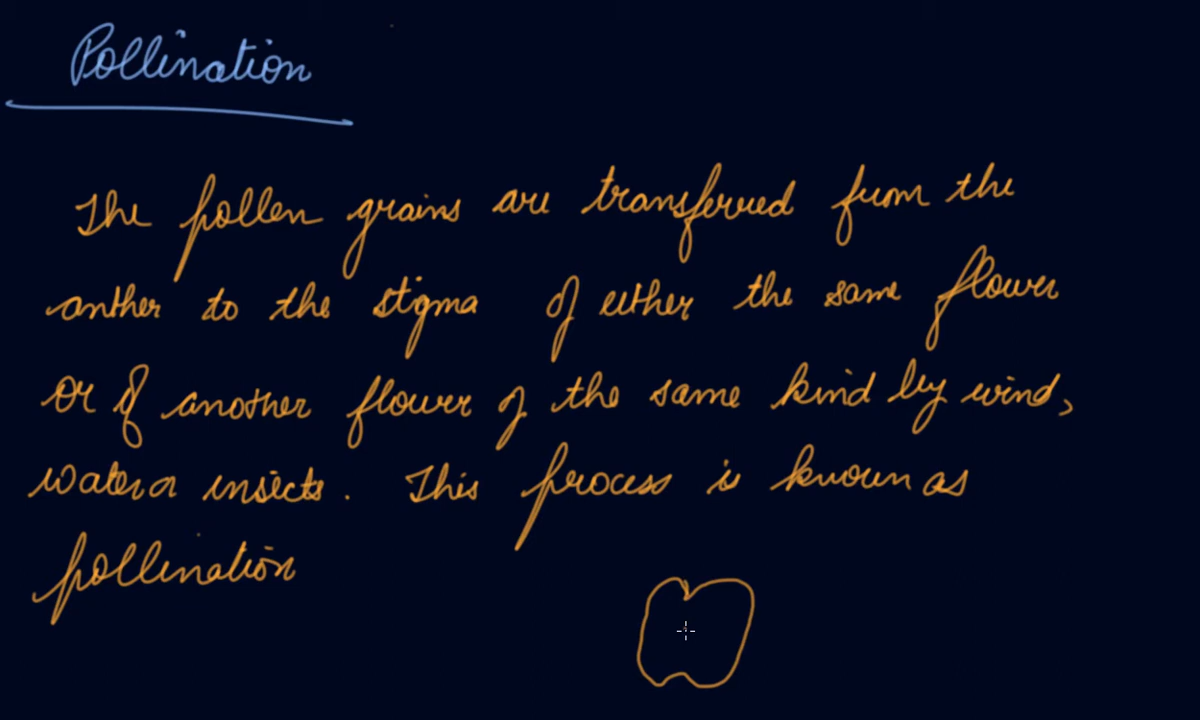 Pollination
The pollen grains are transferred from the
anther to the stigma of either the same flower
or of another flower of the same kind by wind,
water or insects. This process is known as
pollination